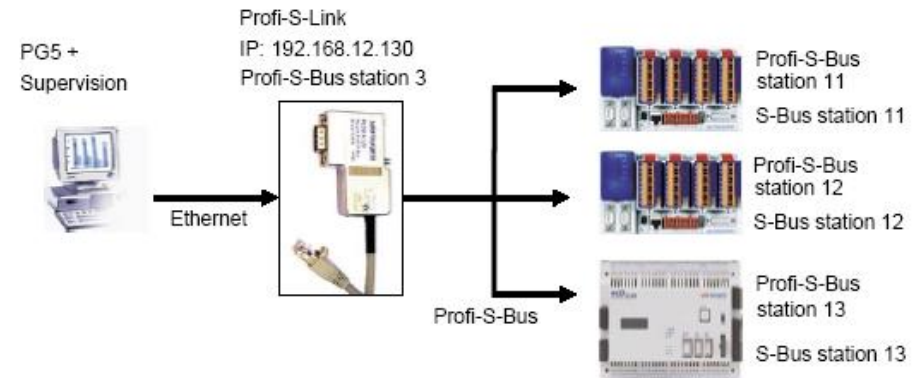 Profi-S-Link
IP: 192.168.12.130
Profi-S-Bus station 3
PG5 +
Supervision
Ethernet
Profi-S-Bus
Profi-S-Bus
station 11
S-Bus station 11
Profi-S-Bus
station 12
S-Bus station 12
Profi-S-Bus
station 13
S-Bus station 13